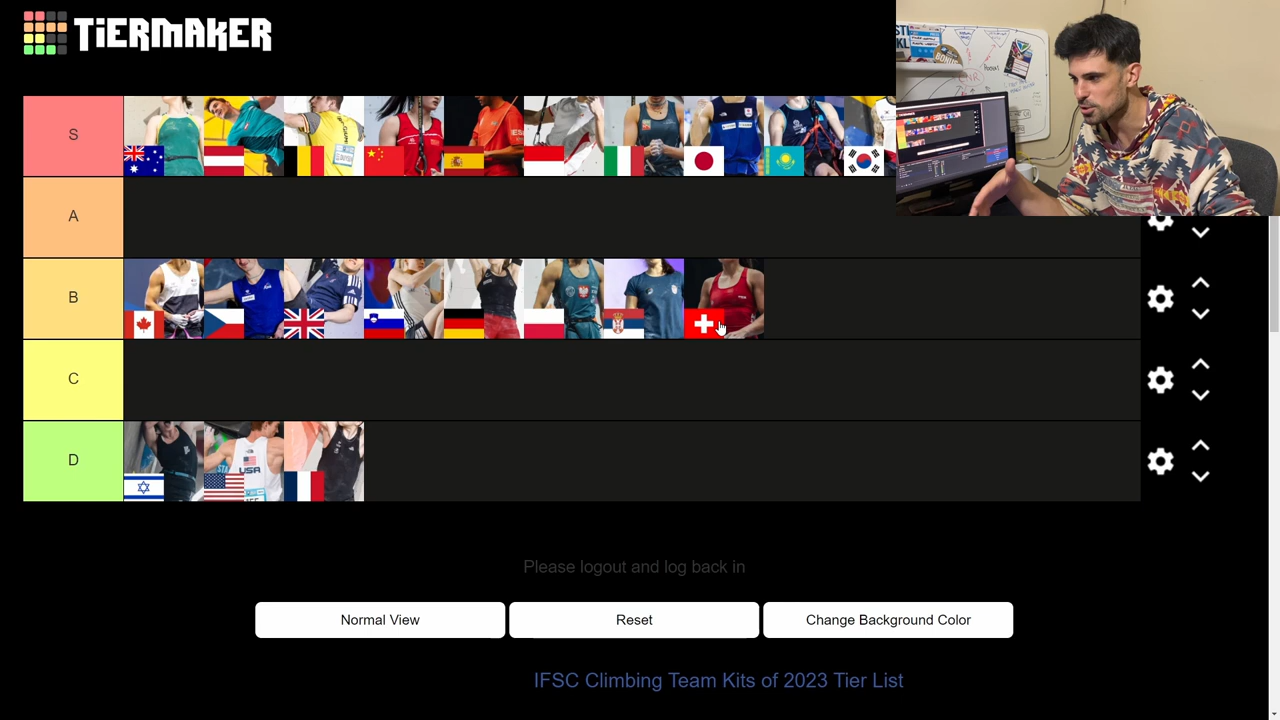 TiERMAKER
S
A
B
C
D
USA
Please logout and log back in
Normal View
Reset
Change Background Color
IFSC Climbing Team Kits of 2023 Tier List